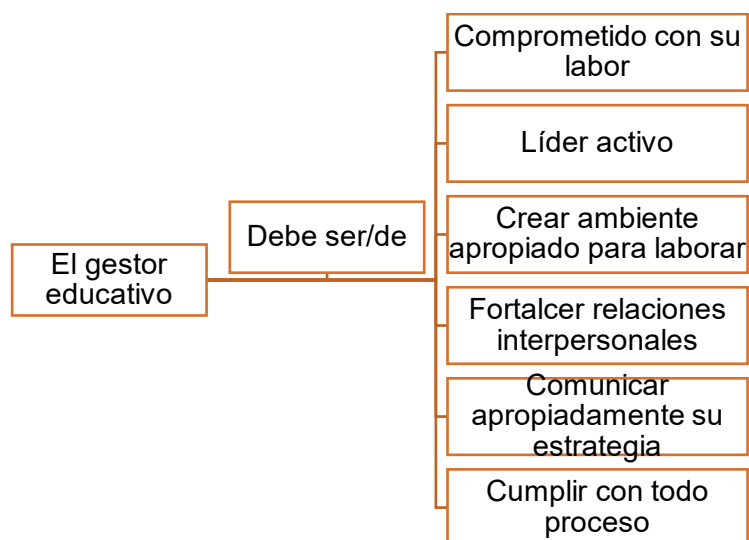 El gestor
educativo
Debe ser/de
Comprometido con su
labor
Líder activo
Crear ambiente
apropiado para laborar
Fortalcer relaciones
interpersonales
Comunicar
apropiadamente su
estrategia
Cumplir con todo
proceso